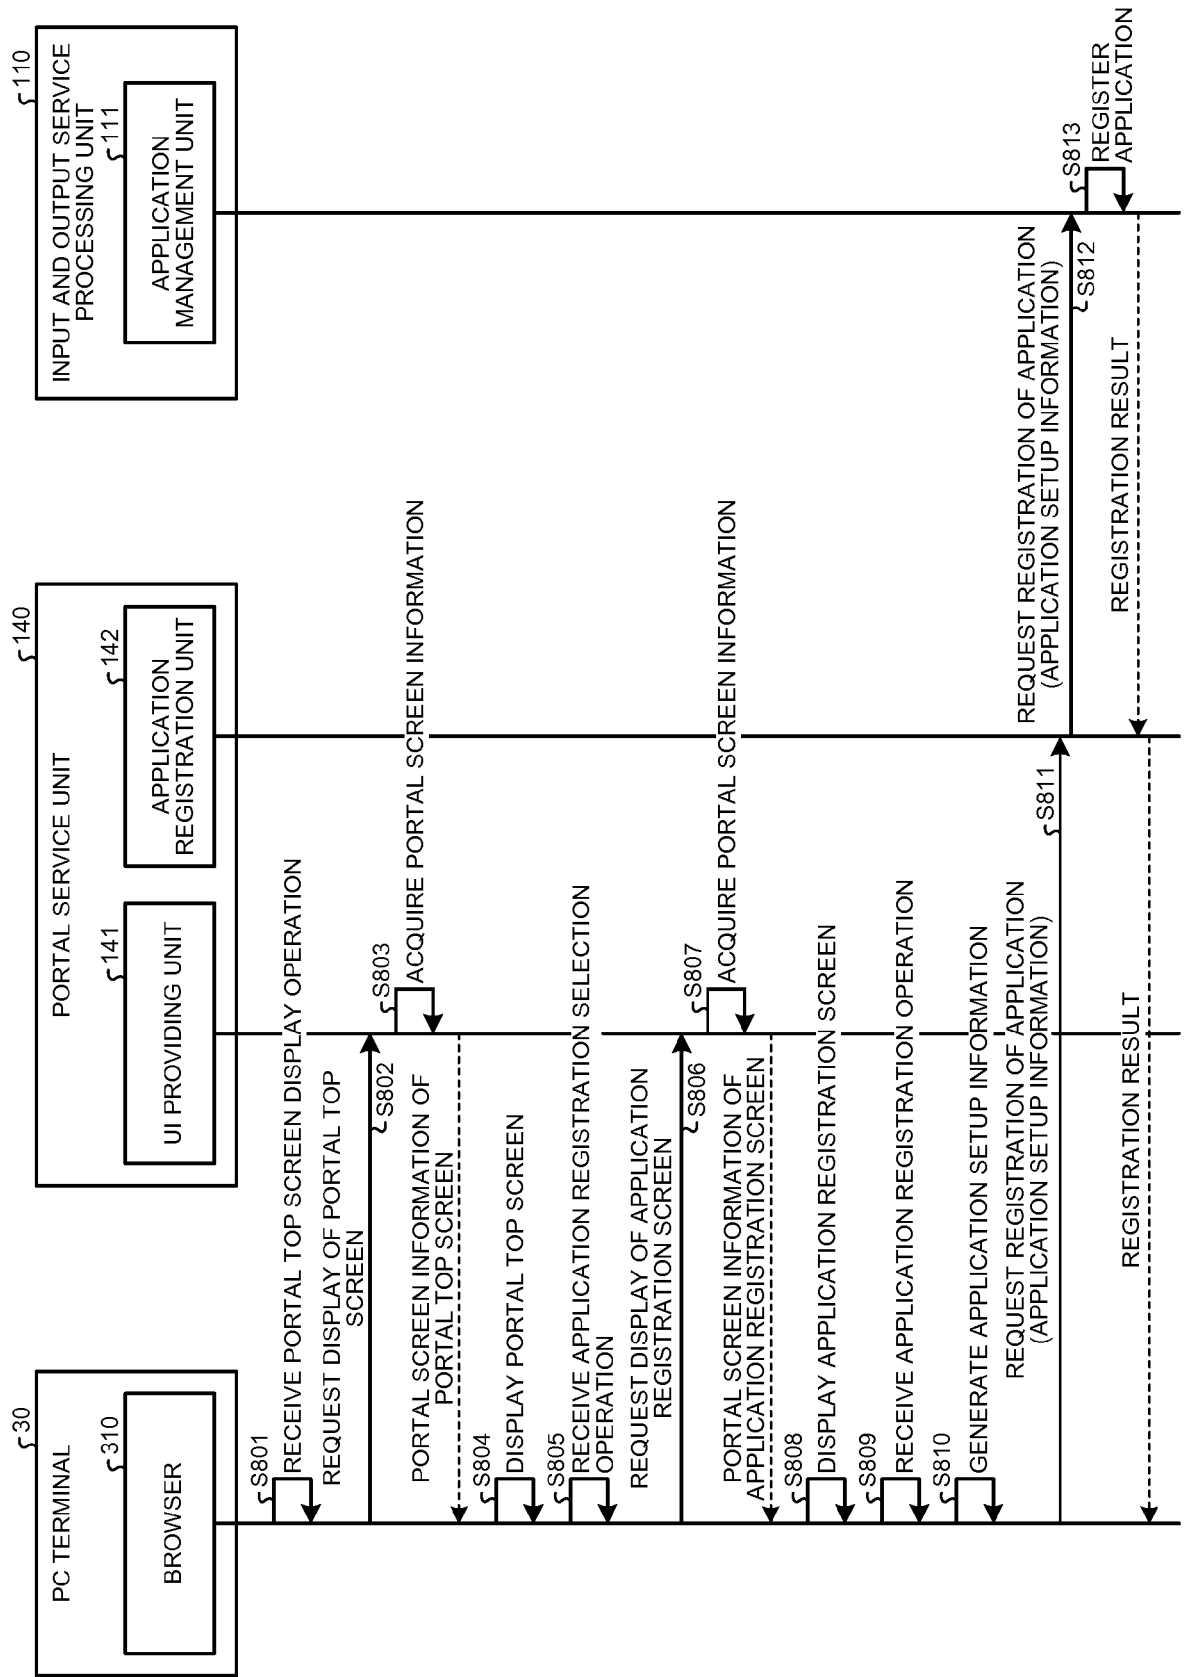 30
PC TERMINAL
310
BROWSER
140
PORTAL SERVICE UNIT
141
UI PROVIDING UNIT
142
APPLICATION
REGISTRATION UNIT
110
INPUT AND OUTPUT SERVICE
PROCESSING UNIT
111
APPLICATION
MANAGEMENT UNIT
S801
RECEIVE PORTAL TOP SCREEN DISPLAY OPERATION
REQUEST DISPLAY OF PORTAL TOP
SCREEN
S802
S803
ACQUIRE PORTAL SCREEN INFORMATION
PORTAL SCREEN INFORMATION OF
PORTAL TOP SCREEN
S804
DISPLAY PORTAL TOP SCREEN
S805
RECEIVE APPLICATION REGISTRATION SELECTION
OPERATION
REQUEST DISPLAY OF APPLICATION
REGISTRATION SCREEN
S806
S807
ACQUIRE PORTAL SCREEN INFORMATION
PORTAL SCREEN INFORMATION OF
APPLICATION REGISTRATION SCREEN
S808
DISPLAY APPLICATION REGISTRATION SCREEN
S809
RECEIVE APPLICATION REGISTRATION OPERATION
S810
GENERATE APPLICATION SETUP INFORMATION
REQUEST REGISTRATION OF APPLICATION
(APPLICATION SETUP INFORMATION)
S811
REQUEST REGISTRATION OF APPLICATION
(APPLICATION SETUP INFORMATION)
S812
S813
REGISTER
APPLICATION
REGISTRATION RESULT
REGISTRATION RESULT